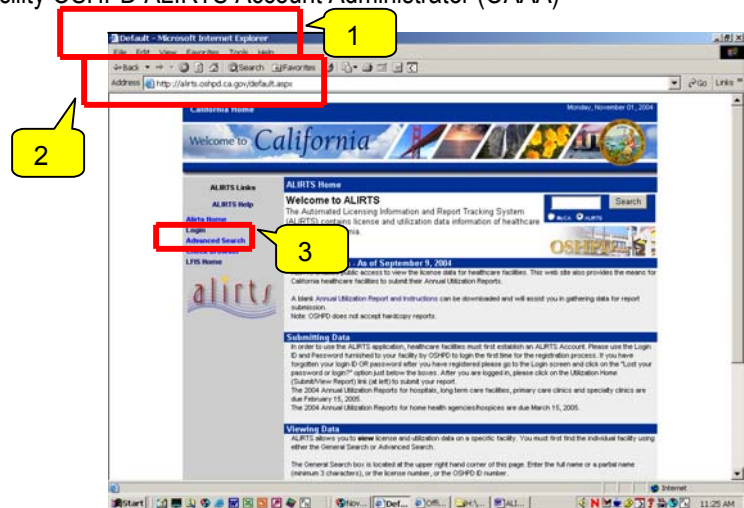 cility OSHPD ALIRTS Account Administrator (OAAA)
1
Default - Microsoft Internet Explorer
File Edit View Favorites Tools Help
Back Search Favorites
Address http://alirts.oshpd.ca.gov/default.aspx Go Links
2
California Home
Monday, November 01, 2004
Welcome to California
ALIRTS Links
ALIRTS Help
Alirts Home
Login
Advanced Search
LFIS Home
alirts
3
ALIRTS Home
Welcome to ALIRTS
The Automated Licensing Information and Report Tracking System
(ALIRTS) contains license and utilization data information of healthcare
Search
My CA ALIRTS
OSHPD
- As of September 9, 2004
public access to view the license data for healthcare facilities. This web site also provides the means for
California healthcare facilities to submit their Annual Utilization Reports.
A blank Annual Utilization Report and Instructions can be downloaded and will assist you in gathering data for report
submission.
Note: OSHPD does not accept hardcopy reports.
Submitting Data
In order to use the ALIRTS application, healthcare facilities must first establish an ALIRTS Account. Please use the Login
ID and Password furnished to your facility by OSHPD to login the first time for the registration process. If you have
forgotten your login ID OR password after you have registered please go to the Login screen and click on the "Lost your
password or login?" option just below the boxes. After you are logged in, please click on the Utilization Home
(Submit/View Report) link (at left) to submit your report.
The 2004 Annual Utilization Reports for hospitals, long term care facilities, primary care clinics and specialty clinics are
due February 15, 2005.
The 2004 Annual Utilization Reports for home health agencies/hospices are due March 15, 2005.
Viewing Data
ALIRTS allows you to view license and utilization data on a specific facility. You must first find the individual facility using
either the General Search or Advanced Search.
The General Search box is located at the upper right hand corner of this page. Enter the full name or a partial name
(minimum 3 characters), or the license number, or the OSHPD ID number.
Internet
Start Nov... Def... Offi... H:\... ALI... 11:25 AM